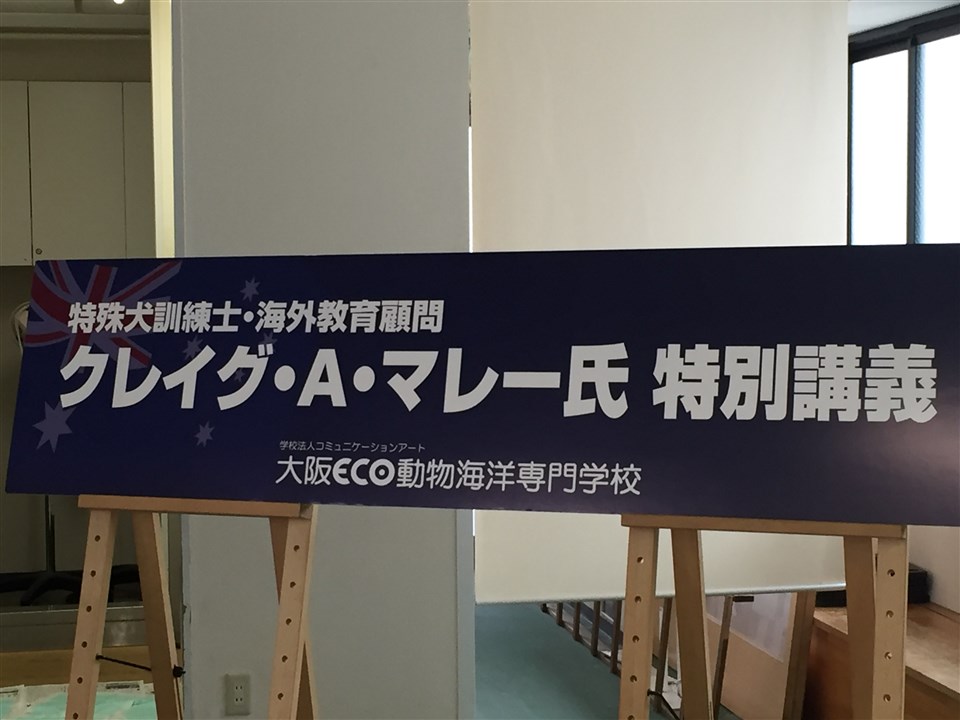 特殊犬訓練士・海外教育顧問
クレイグ・A・マレー氏 特別講義
学校法人コミュニケーションアート
大阪ECO動物海洋専門学校